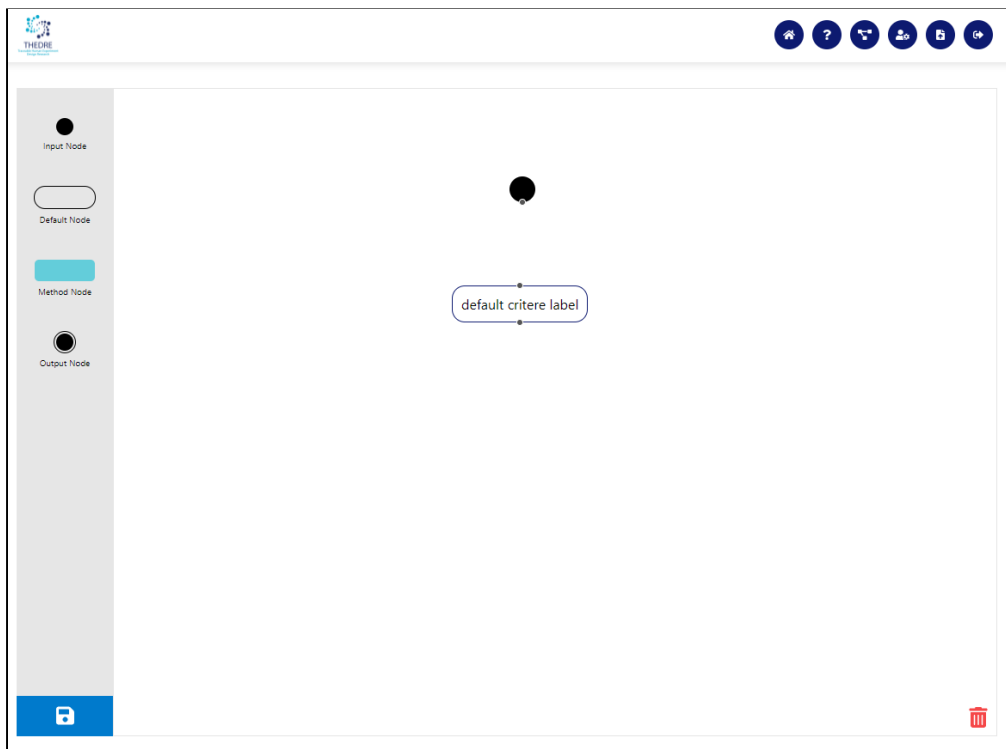 THEDRE
?
Input Node
Default Node
Method Node
Output Node
default critere label